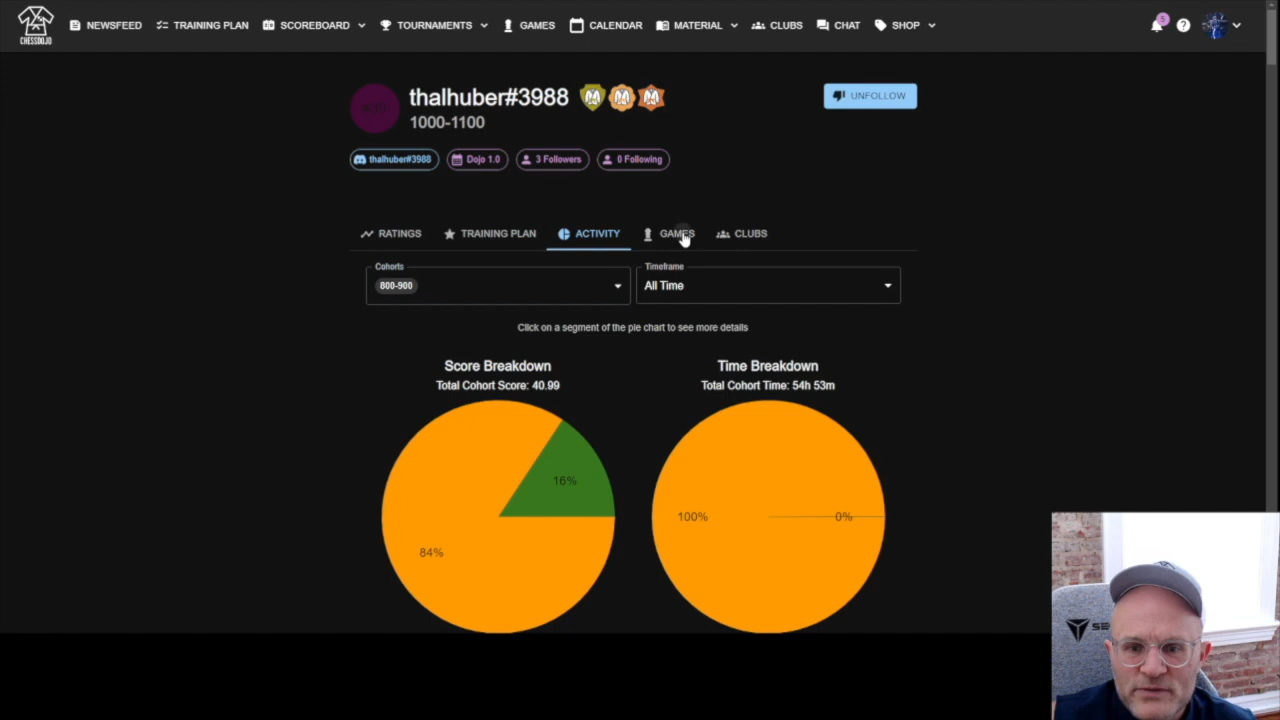 CHESSDOJO
NEWSFEED
TRAINING PLAN
SCOREBOARD
TOURNAMENTS
GAMES
CALENDAR
MATERIAL
CLUBS
CHAT
SHOP
3
thalhuber#3988
1000-1100
UNFOLLOW
thalhuber#3988
Dojo 1.0
3 Followers
0 Following
RATINGS
TRAINING PLAN
ACTIVITY
GAMES
CLUBS
Cohorts
800-900
Timeframe
All Time
Click on a segment of the pie chart to see more details
Score Breakdown
Total Cohort Score: 40.99
16%
84%
Time Breakdown
Total Cohort Time: 54h 53m
100%
0%